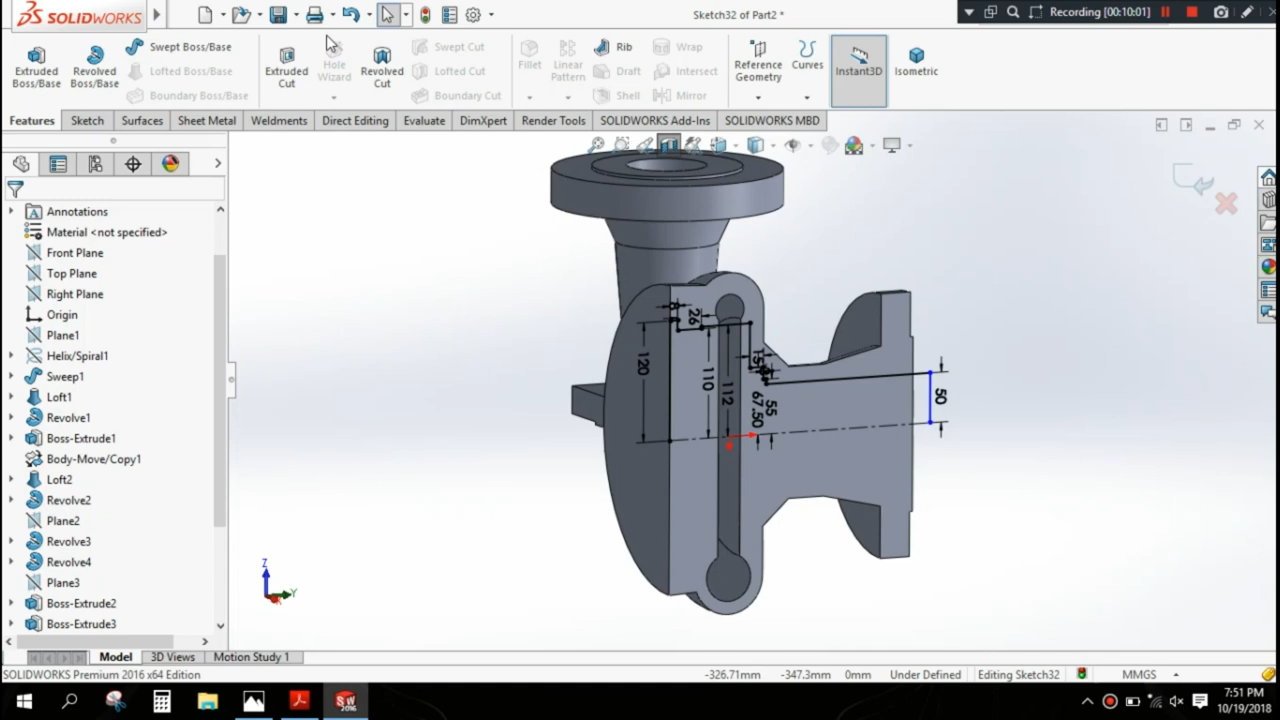 SOLIDWORKS
Sketch32 of Part2 *
Recording [00:10:01]
Extruded Boss/Base
Revolved Boss/Base
Swept Boss/Base
Lofted Boss/Base
Boundary Boss/Base
Extruded Cut
Hole Wizard
Revolved Cut
Swept Cut
Lofted Cut
Boundary Cut
Fillet
Linear Pattern
Rib
Draft
Shell
Wrap
Intersect
Mirror
Reference Geometry
Curves
Instant3D
Isometric
Features
Sketch
Surfaces
Sheet Metal
Weldments
Direct Editing
Evaluate
DimXpert
Render Tools
SOLIDWORKS Add-Ins
SOLIDWORKS MBD
Annotations
Material <not specified>
Front Plane
Top Plane
Right Plane
Origin
Plane1
Helix/Spiral1
Sweep1
Loft1
Revolve1
Boss-Extrude1
Body-Move/Copy1
Loft2
Revolve2
Plane2
Revolve3
Revolve4
Plane3
Boss-Extrude2
Boss-Extrude3
8
26
120
110
112
15
67.50
55
50
Z
Y
Model
3D Views
Motion Study 1
SOLIDWORKS Premium 2016 x64 Edition
-326.71mm
-347.3mm
0mm
Under Defined
Editing Sketch32
MMGS
SW
2016
7:51 PM
10/19/2018